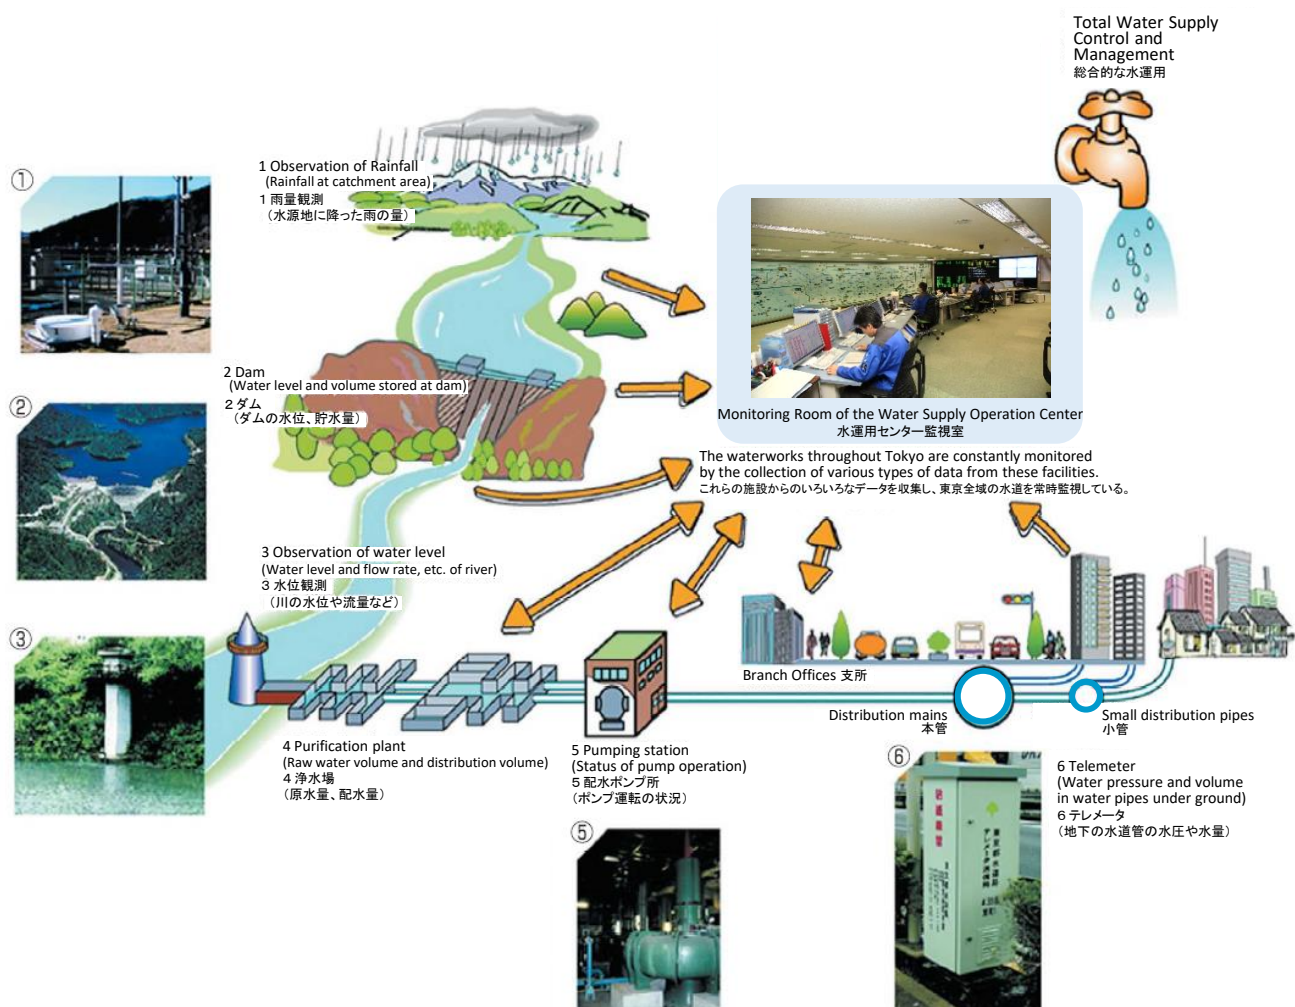 Total Water Supply
Control and
Management
総合的な水運用
①
1 Observation of Rainfall
(Rainfall at catchment area)
1 雨量観測
（水源地に降った雨の量）
②
2 Dam
(Water level and volume stored at dam)
2 ダム
（ダムの水位、貯水量）
Monitoring Room of the Water Supply Operation Center
水運用センター監視室
The waterworks throughout Tokyo are constantly monitored
by the collection of various types of data from these facilities.
これらの施設からのいろいろなデータを収集し、東京全域の水道を常時監視している。
③
3 Observation of water level
(Water level and flow rate, etc. of river)
3 水位観測
（川の水位や流量など）
Branch Offices 支所
Distribution mains
本管
Small distribution pipes
小管
4 Purification plant
(Raw water volume and distribution volume)
4 浄水場
（原水量、配水量）
5 Pumping station
(Status of pump operation)
5 配水ポンプ所
（ポンプ運転の状況）
⑤
⑥
6 Telemeter
(Water pressure and volume
in water pipes under ground)
6 テレメータ
（地下の水道管の水圧や水量）
東京都水道局